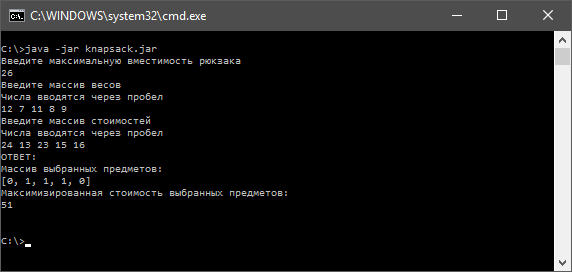 C:\WINDOWS\system32\cmd.exe
C:\>java -jar knapsack.jar
Введите максимальную вместимость рюкзака
26
Введите массив весов
Числа вводятся через пробел
12 7 11 8 9
Введите массив стоимостей
Числа вводятся через пробел
24 13 23 15 16
ОТВЕТ:
Массив выбранных предметов:
[0, 1, 1, 1, 0]
Максимизированная стоимость выбранных предметов:
51
C:\>